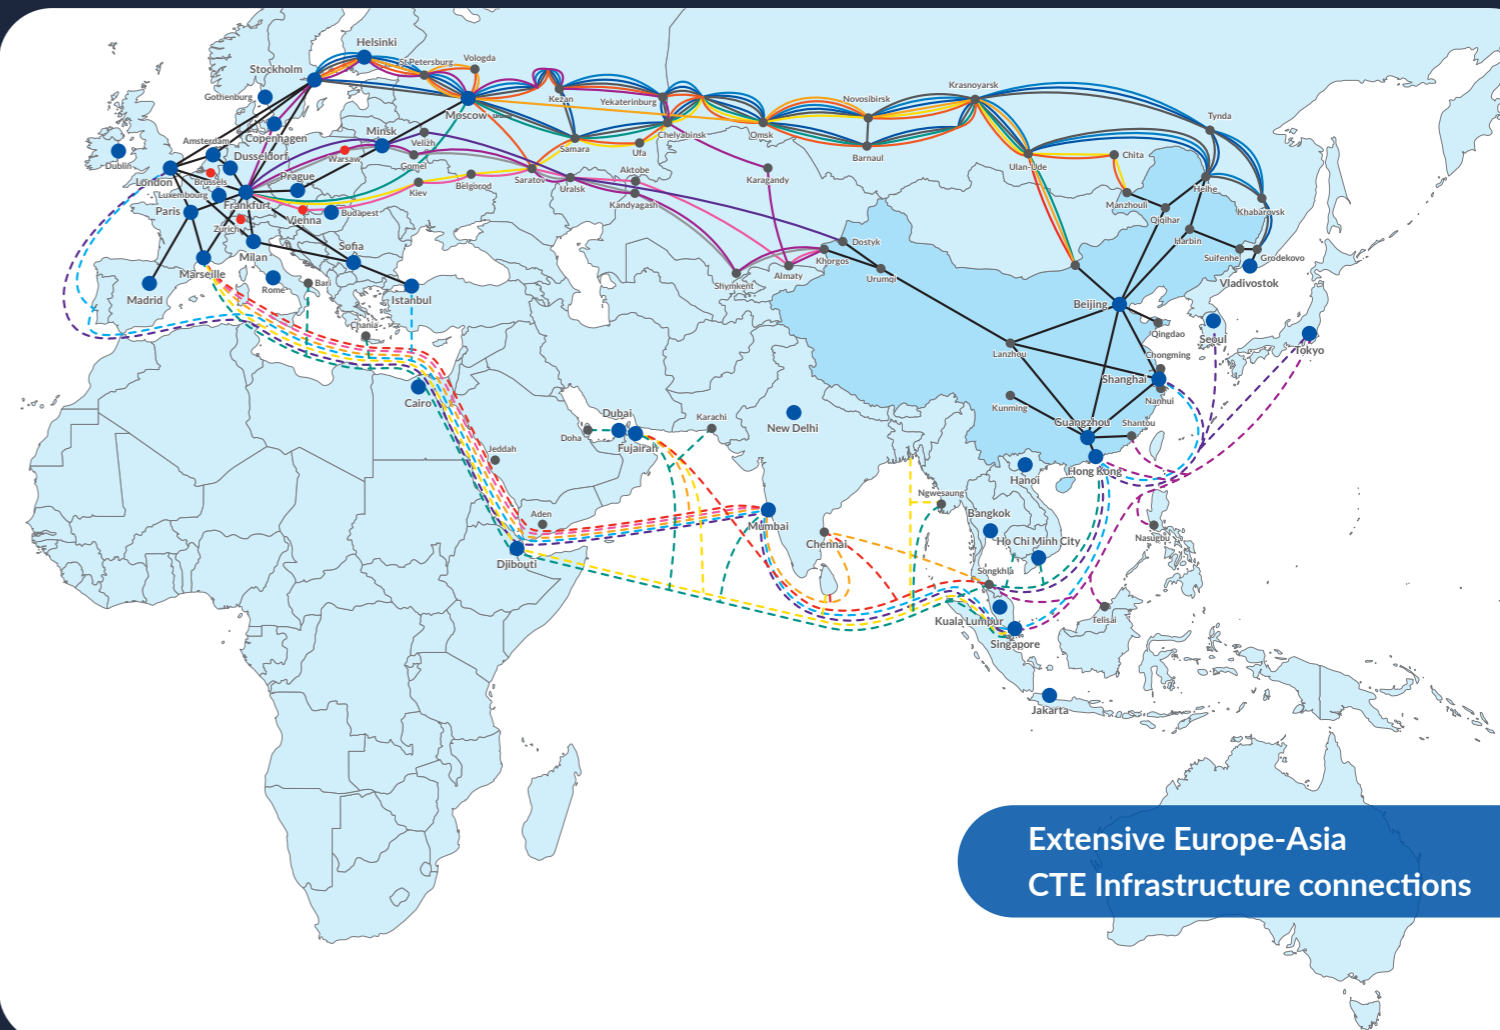 Helsinki
Stockholm
St Petersburg
Vologda
Gothenburg
Kezan
Yekaterinburg
Novosibirsk
Krasnoyarsk
Tynda
Moscow
Copenhagen
Minsk
Velizh
Chelyabinsk
Omsk
Amsterdam
Dusseldorf
Warsaw
Gomel
Samara
Ufa
Barnaul
Chita
Ulan-Ude
Dublin
London
Brussels
Prague
Kiev
Belgorod
Saratov
Uralsk
Aktobe
Karagandy
Heihe
Luxembourg
Frankfurt
Kandyagash
Manzhouli
Khabarovsk
Paris
Vienna
Budapest
Qiqihar
Zurich
Harbin
Milan
Sofia
Dostyk
Khorgos
Suifenhe
Grodekovo
Marseille
Rome
Bari
Istanbul
Shymkent
Almaty
Urumqi
Vladivostok
Madrid
Beijing
Chania
Qingdao
Seoul
Tokyo
Lanzhou
Chongming
Shanghai
Nanhui
Cairo
Kunming
Dubai
Karachi
New Delhi
Guangzhou
Shantou
Doha
Fujairah
Jeddah
Hong Kong
Hanoi
Ngwesaung
Aden
Mumbai
Bangkok
Chennai
Ho Chi Minh City
Nasugbu
Djibouti
Songkhla
Kuala Lumpur
Telisai
Singapore
Jakarta
Extensive Europe-Asia
CTE Infrastructure connections